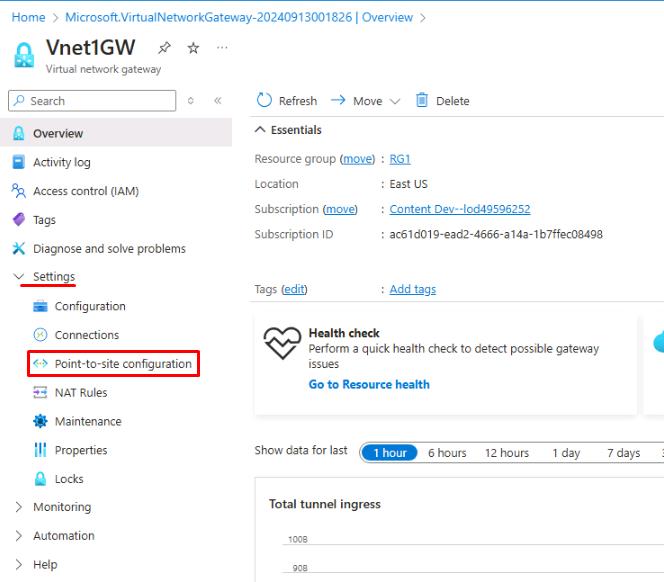 Home > Microsoft.VirtualNetworkGateway-20240913001826 | Overview >
Vnet1GW
Virtual network gateway
Search
Refresh Move Delete
Overview
Activity log
Access control (IAM)
Tags
Diagnose and solve problems
Settings
Configuration
Connections
Point-to-site configuration
NAT Rules
Maintenance
Properties
Locks
Monitoring
Automation
Help
Essentials
Resource group (move) : RG1
Location : East US
Subscription (move) : Content Dev--lod49596252
Subscription ID : ac61d019-ead2-4666-a14a-1b7ffec08498
Tags (edit) : Add tags
Health check
Perform a quick health check to detect possible gateway
issues
Go to Resource health
Show data for last 1 hour 6 hours 12 hours 1 day 7 days
Total tunnel ingress
100B
90B